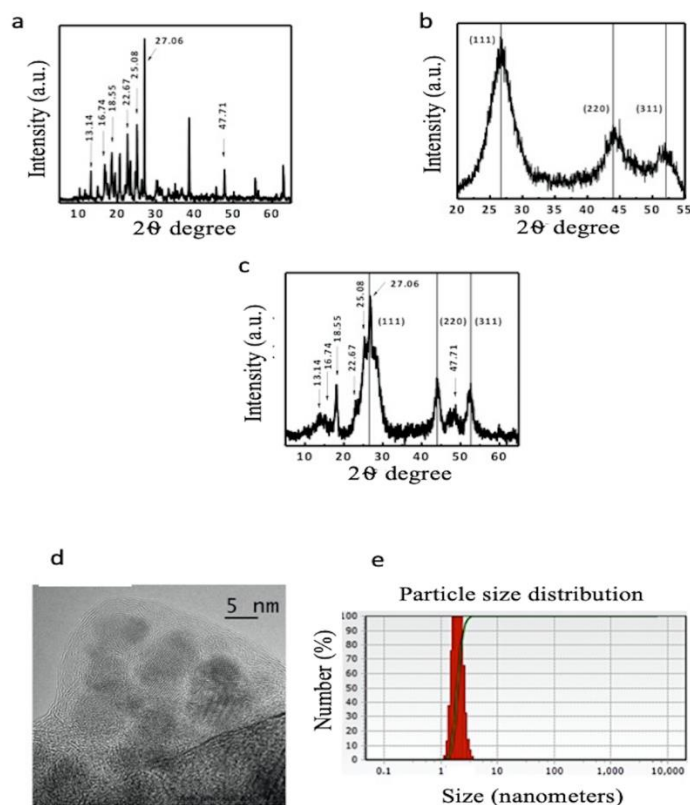 a
Intensity (a.u.)
13.14
16.74
18.55
22.67
25.08
27.06
47.71
10 20 30 40 50 60
2θ degree
b
Intensity (a.u.)
(111)
(220)
(311)
20 25 30 35 40 45 50 55
2θ degree
c
Intensity (a.u.)
13.14
16.74
18.55
22.67
25.08
27.06
(111)
(220)
47.71
(311)
10 20 30 40 50 60
2θ degree
d
5 nm
e
Particle size distribution
Number (%)
100
90
80
70
60
50
40
30
20
10
0
0.1 1 10 100 1,000 10,000
Size (nanometers)